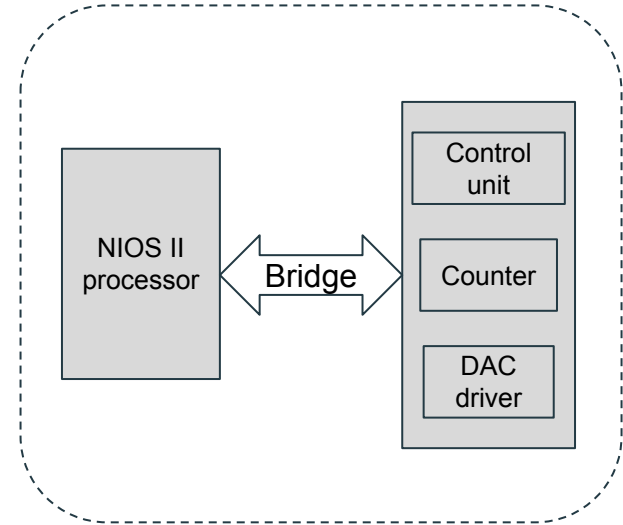 NIOS II
processor
Bridge
Control
unit
Counter
DAC
driver